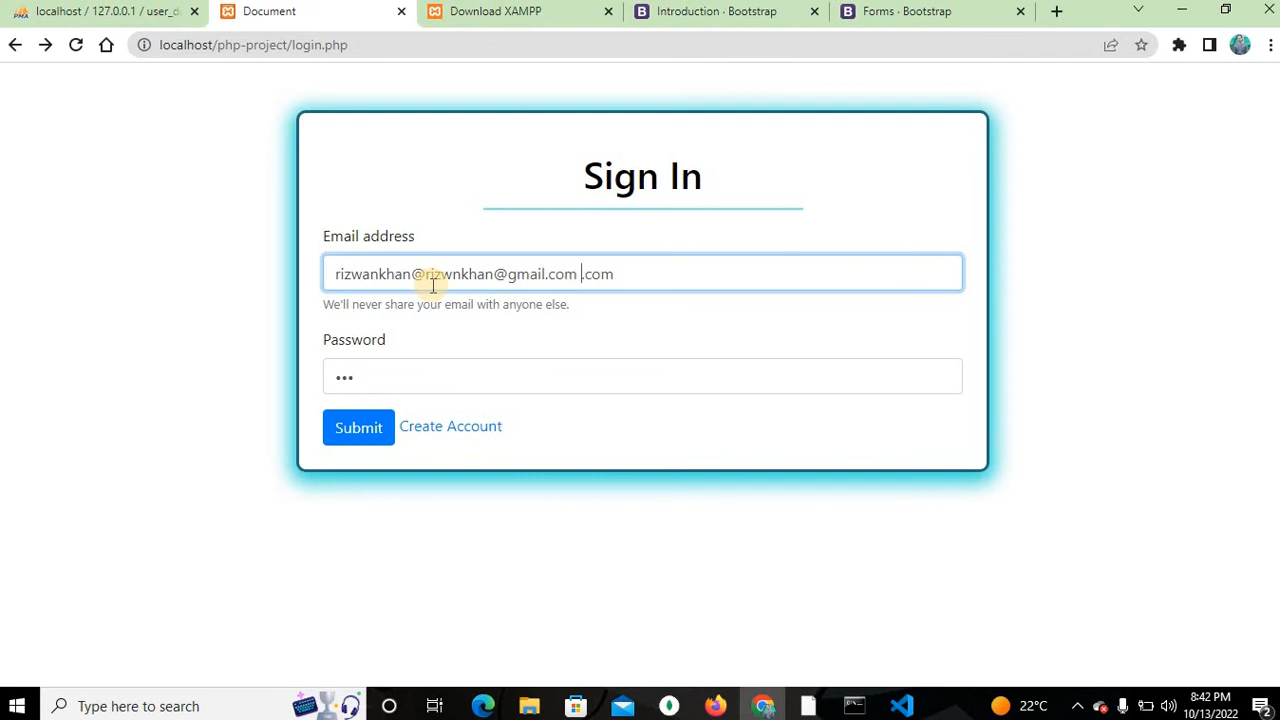 localhost / 127.0.0.1 / user_d
Document
Download XAMPP
Introduction · Bootstrap
Forms · Bootstrap
localhost/php-project/login.php
Sign In
Email address
rizwankhan@rizwnkhan@gmail.com .com
We'll never share your email with anyone else.
Password
Submit Create Account
Type here to search
22°C
8:42 PM
10/13/2022